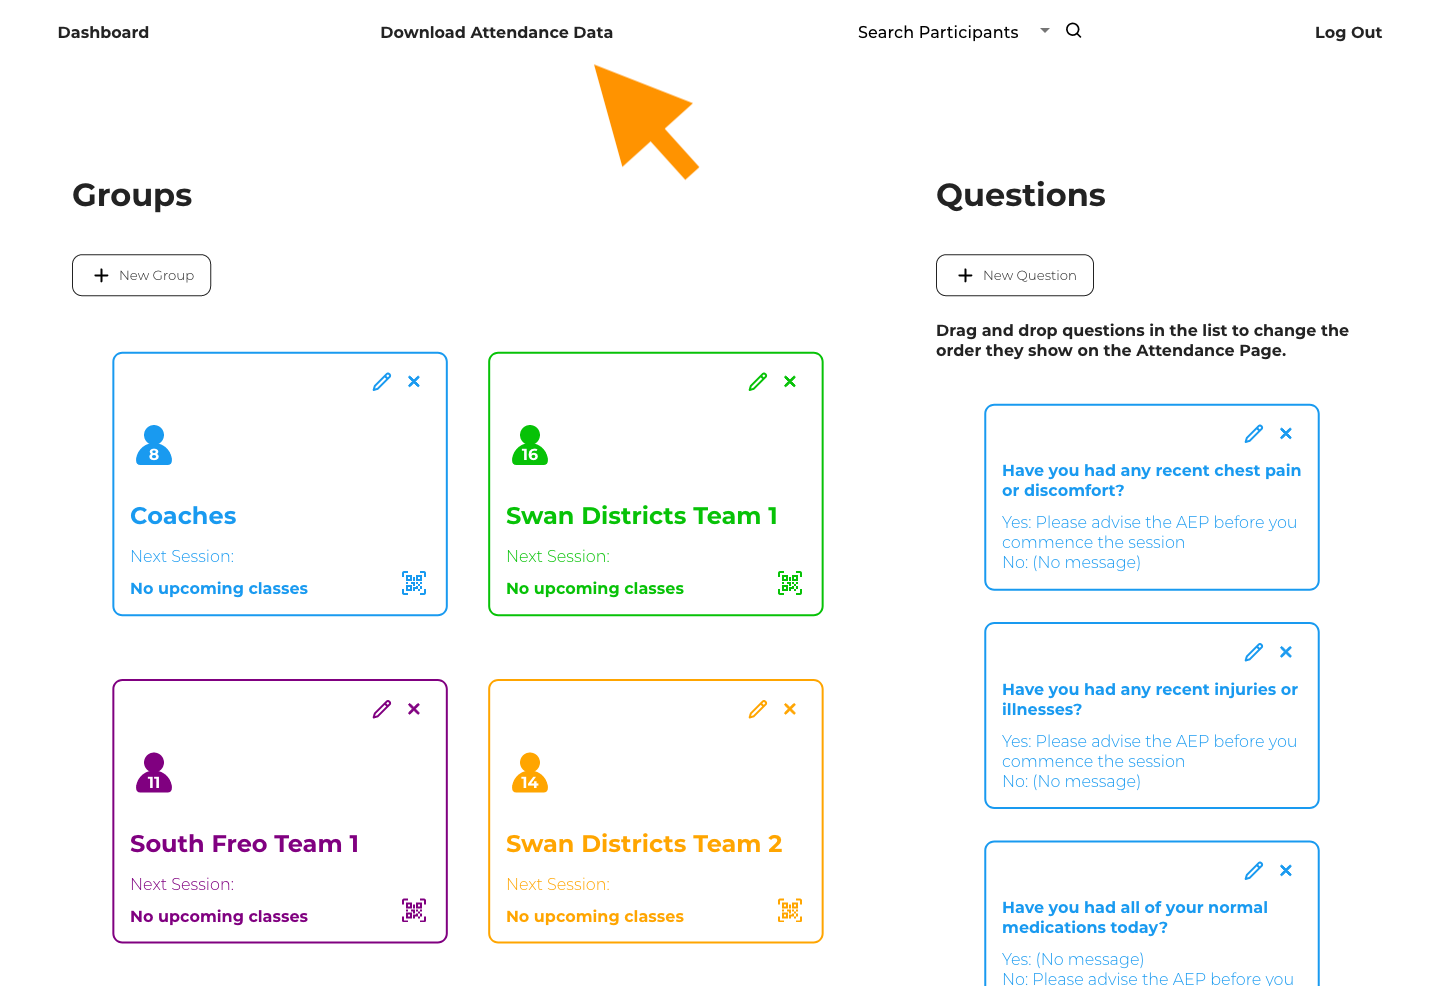 Dashboard
Download Attendance Data
Search Participants
Log Out
Groups
New Group
8
Coaches
Next Session:
No upcoming classes
16
Swan Districts Team 1
Next Session:
No upcoming classes
11
South Freo Team 1
Next Session:
No upcoming classes
14
Swan Districts Team 2
Next Session:
No upcoming classes
Questions
New Question
Drag and drop questions in the list to change the
order they show on the Attendance Page.
Have you had any recent chest pain
or discomfort?
Yes: Please advise the AEP before you
commence the session
No: (No message)
Have you had any recent injuries or
illnesses?
Yes: Please advise the AEP before you
commence the session
No: (No message)
Have you had all of your normal
medications today?
Yes: (No message)
No: Please advise the AEP before you